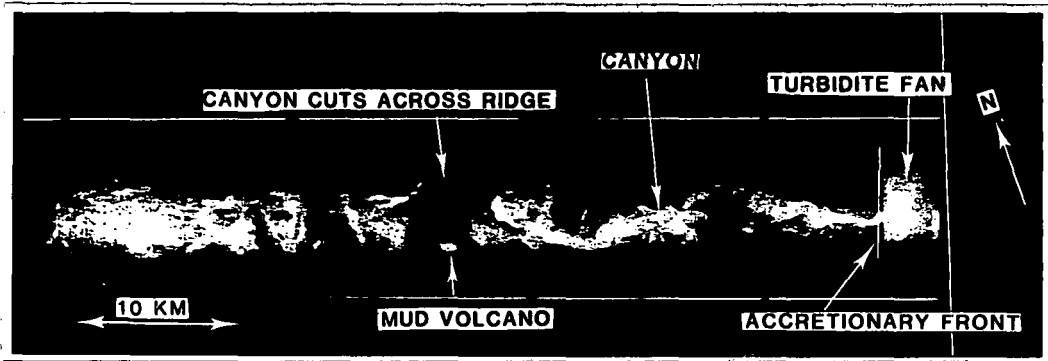 CANYON
TURBIDITE FAN
CANYON CUTS ACROSS RIDGE
N
10 KM
MUD VOLCANO
ACCRETIONARY FRONT